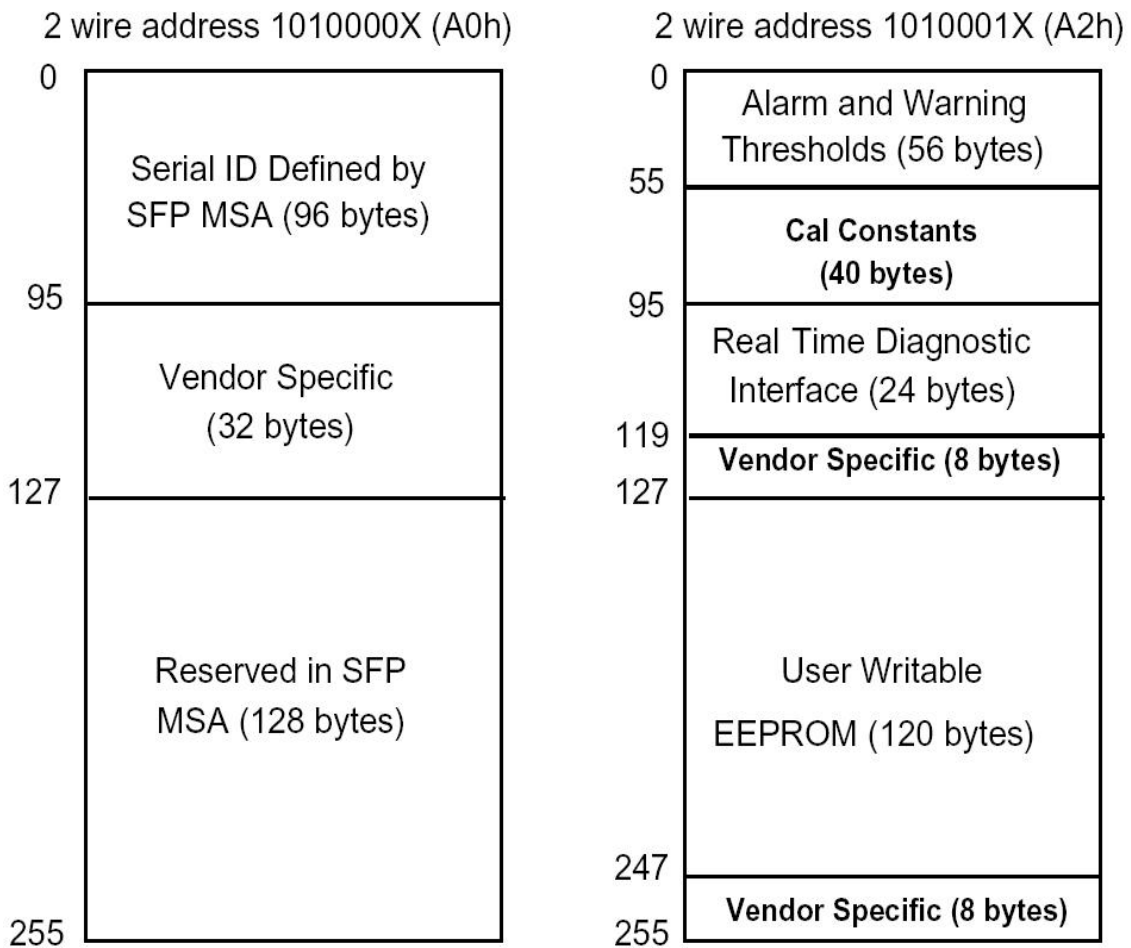 2 wire address 1010000X (A0h)
0
Serial ID Defined by
SFP MSA (96 bytes)
95
Vendor Specific
(32 bytes)
127
Reserved in SFP
MSA (128 bytes)
255
2 wire address 1010001X (A2h)
0
Alarm and Warning
Thresholds (56 bytes)
55
Cal Constants
(40 bytes)
95
Real Time Diagnostic
Interface (24 bytes)
119
Vendor Specific (8 bytes)
127
User Writable
EEPROM (120 bytes)
247
Vendor Specific (8 bytes)
255